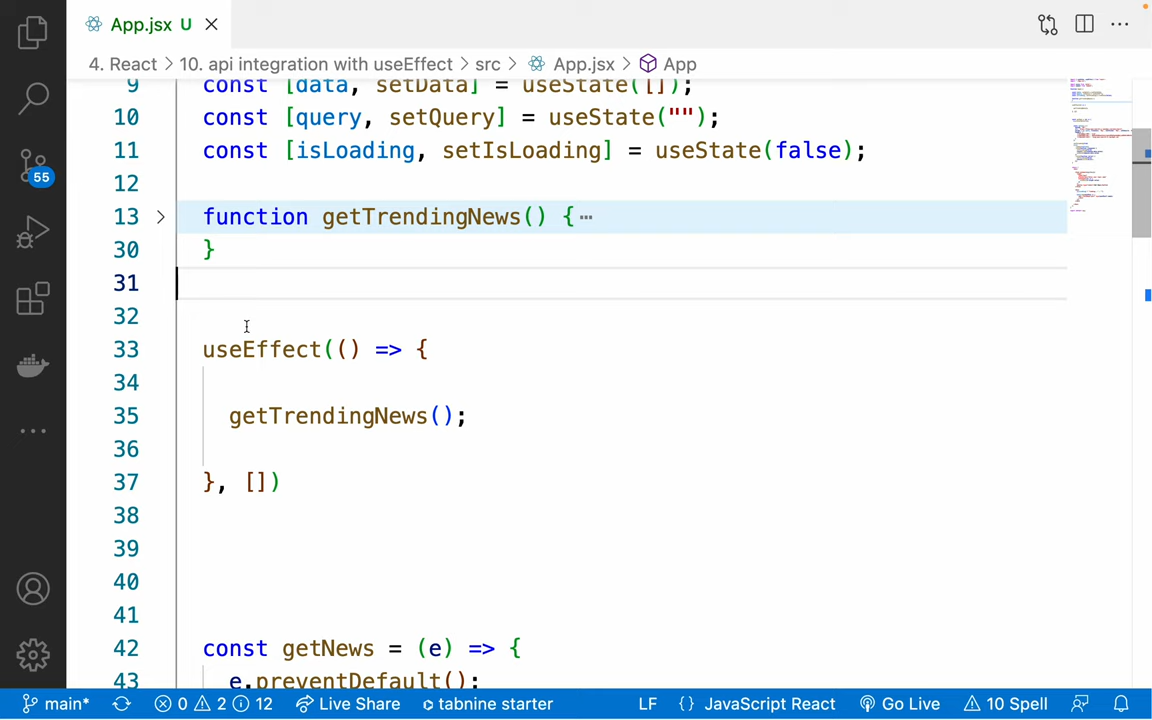 App.jsx U
4. React > 10. api integration with useEffect > src > App.jsx > App
9 const [data, setData] = useState([]);
10 const [query, setQuery] = useState("");
11 const [isLoading, setIsLoading] = useState(false);
12
13 function getTrendingNews() { ⋯
30 }
31
32
33 useEffect(() => {
34
35 getTrendingNews();
36
37 }, [])
38
39
40
41
42 const getNews = (e) => {
43 e.preventDefault();
55
main* 0 2 12 Live Share tabnine starter LF {} JavaScript React Go Live 10 Spell